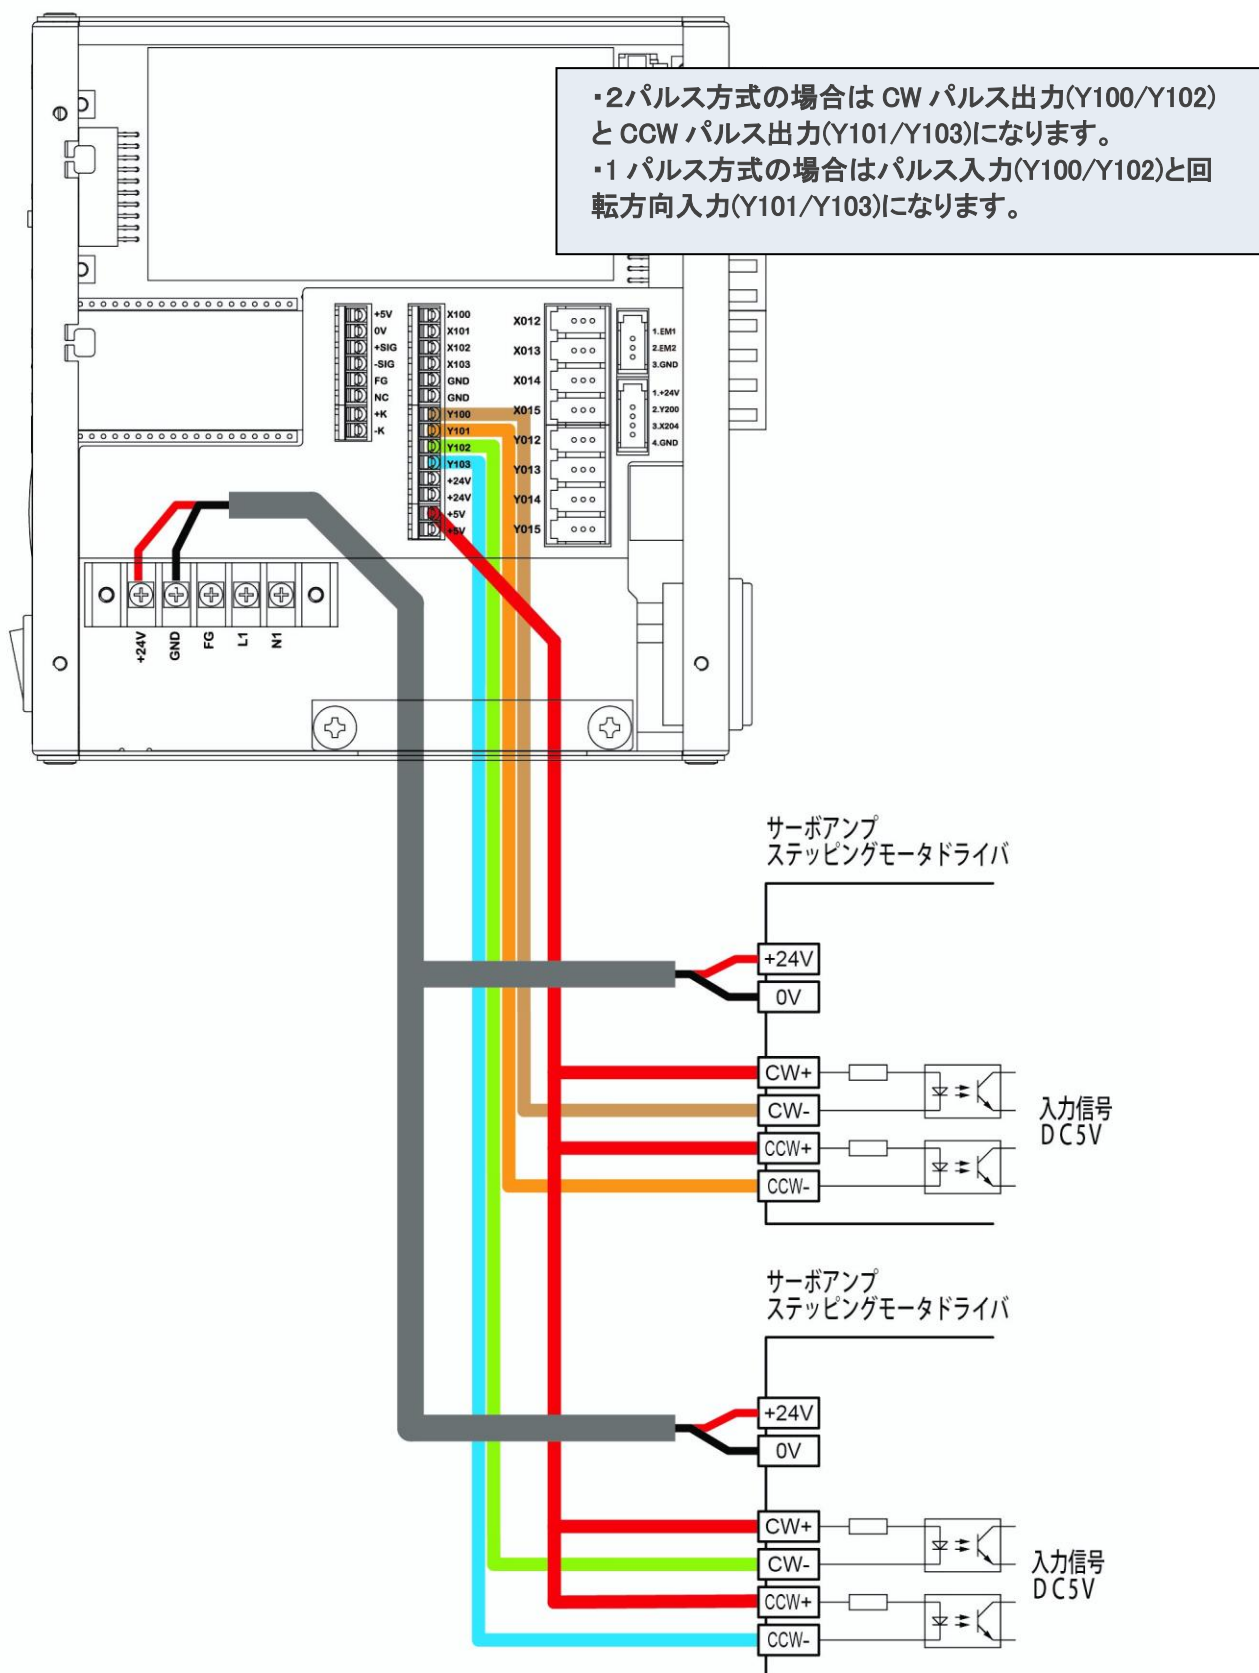 ・2パルス方式の場合は CW パルス出力(Y100/Y102)
と CCW パルス出力(Y101/Y103)になります。
・1 パルス方式の場合はパルス入力(Y100/Y102)と回
転方向入力(Y101/Y103)になります。
+5V
0V
+SIG
-SIG
FG
NC
+K
-K
X100
X101
X102
X103
GND
GND
Y100
Y101
Y102
Y103
+24V
+24V
+5V
+5V
X012
X013
X014
X015
Y012
Y013
Y014
Y015
1.EM1
2.EM2
3.GND
1.+24V
2.Y200
3.X204
4.GND
+24V
GND
FG
L1
N1
サーボアンプ
ステッピングモータドライバ
+24V
0V
CW+
CW-
CCW+
CCW-
入力信号
DC5V
サーボアンプ
ステッピングモータドライバ
+24V
0V
CW+
CW-
CCW+
CCW-
入力信号
DC5V